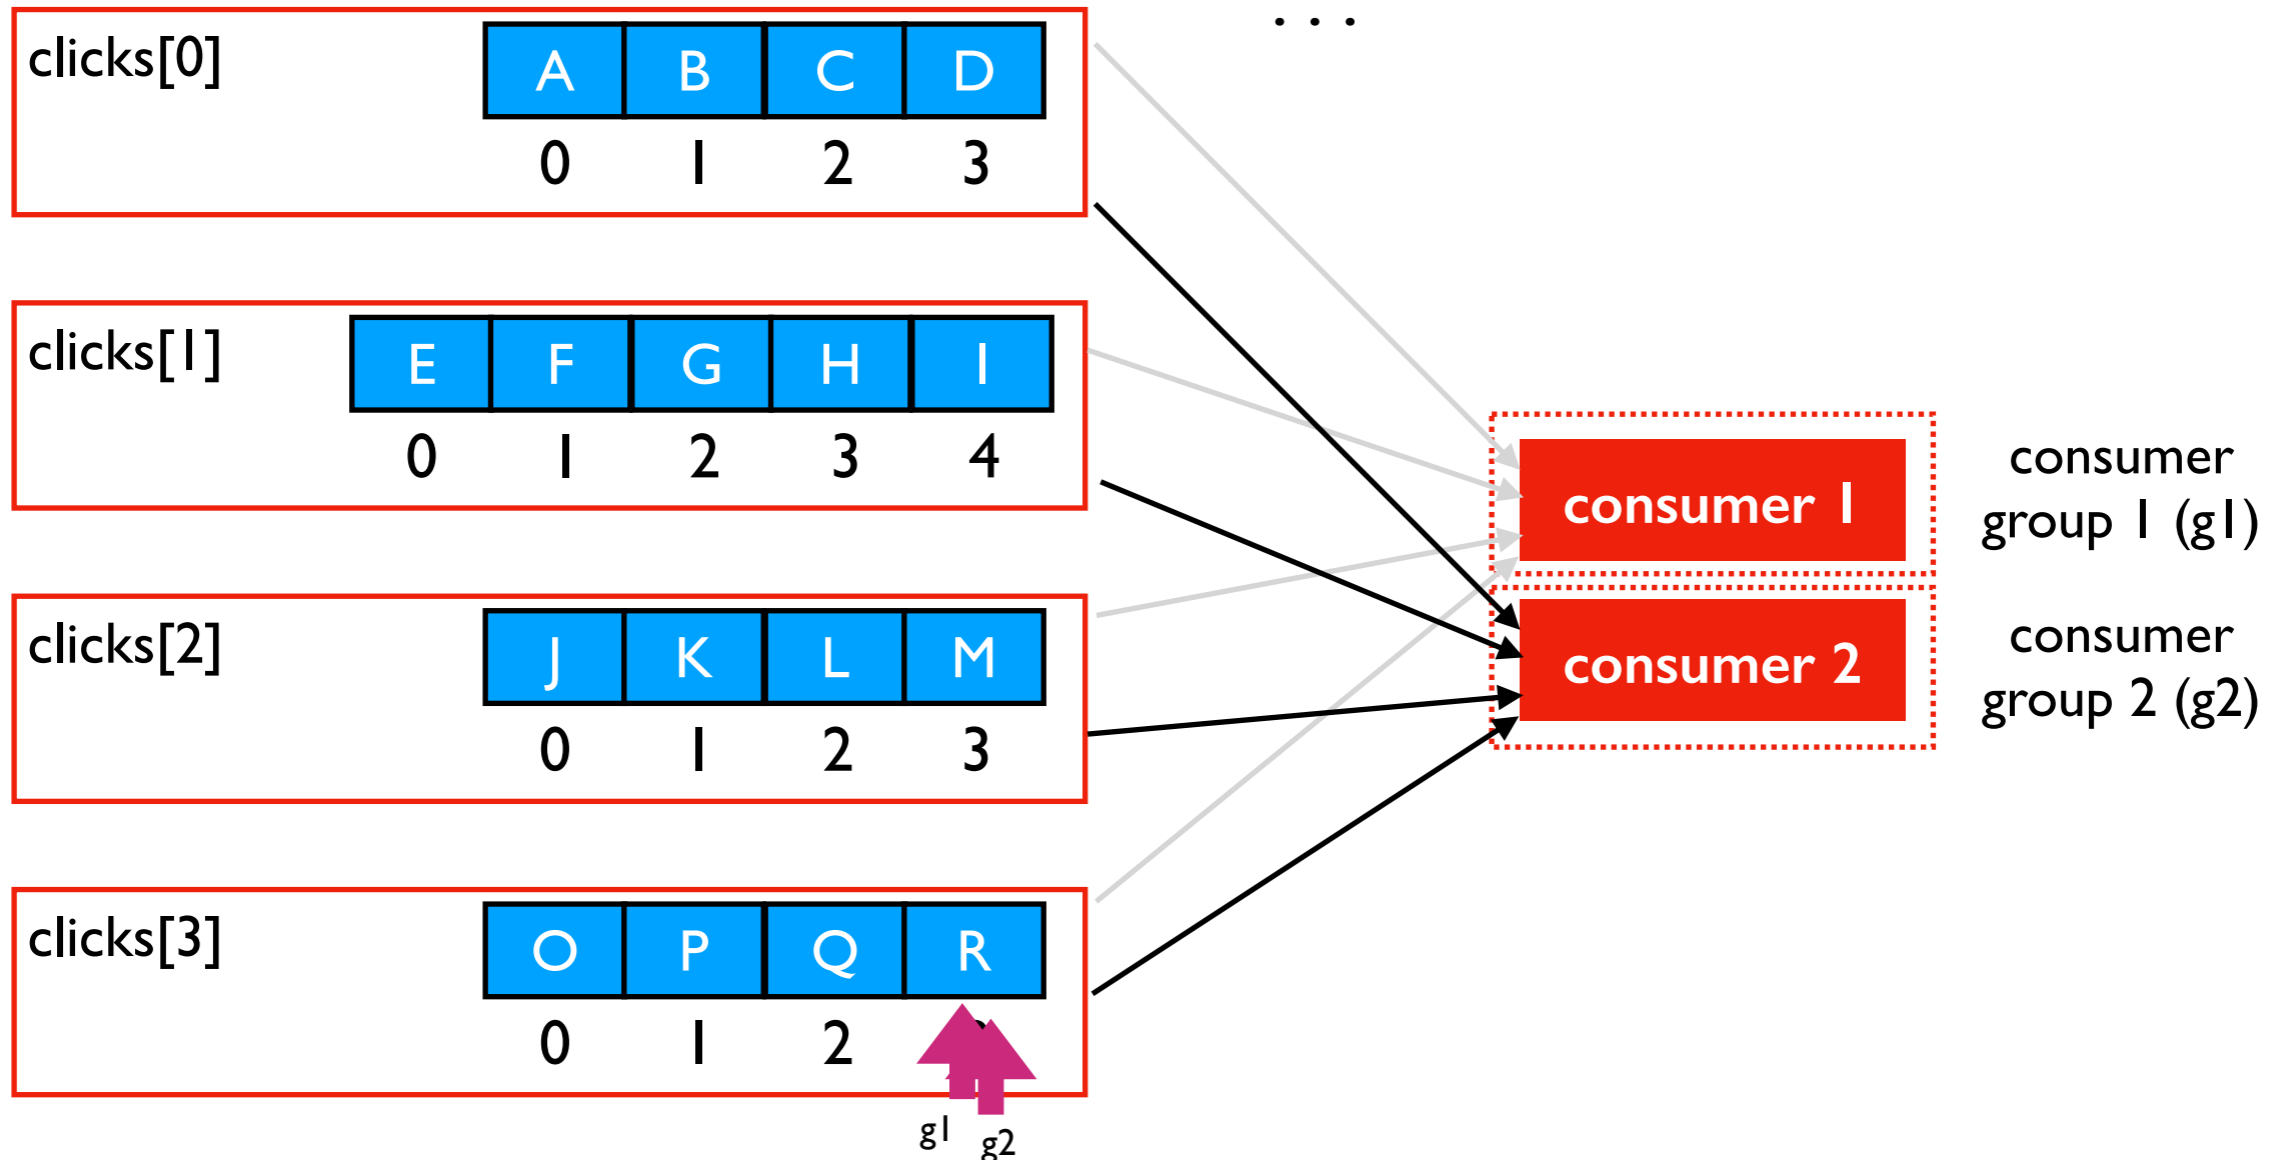 ...
clicks[0]
A B C D
0 1 2 3
clicks[1]
E F G H I
0 1 2 3 4
consumer 1
consumer
group 1 (g1)
clicks[2]
J K L M
0 1 2 3
consumer 2
consumer
group 2 (g2)
clicks[3]
O P Q R
0 1 2
g1 g2